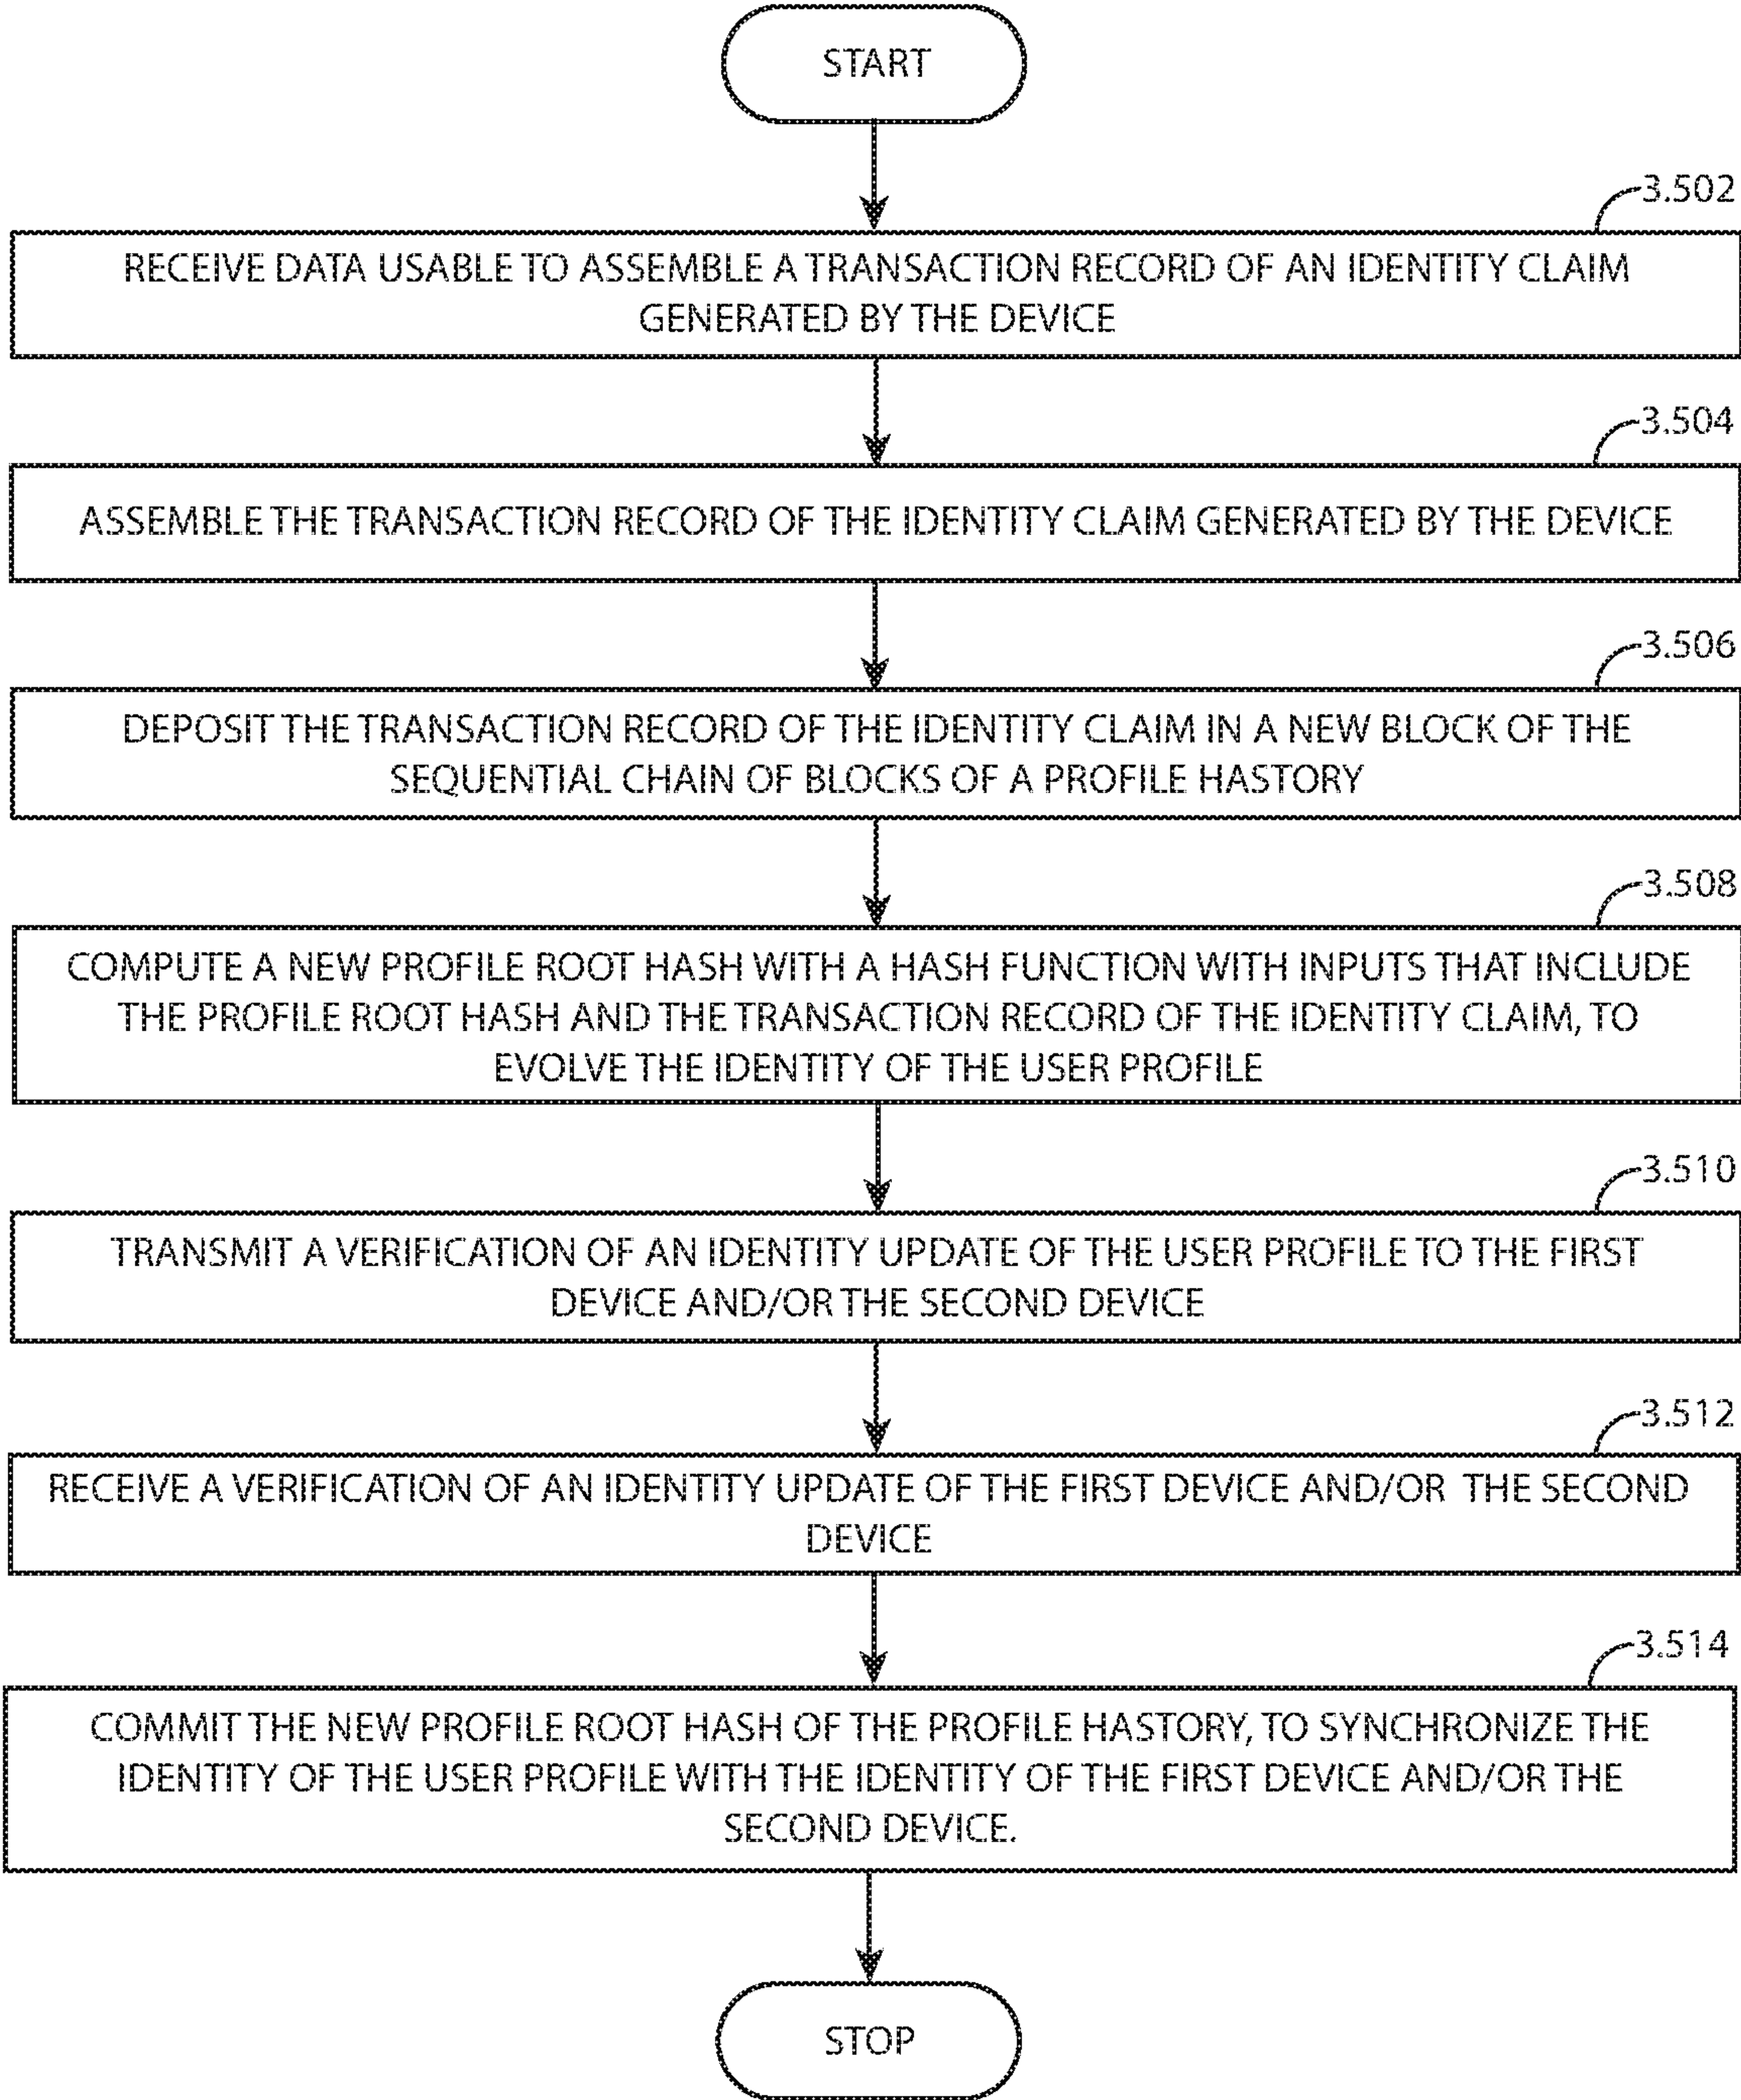 START
3.502
RECEIVE DATA USABLE TO ASSEMBLE A TRANSACTION RECORD OF AN IDENTITY CLAIM
GENERATED BY THE DEVICE
3.504
ASSEMBLE THE TRANSACTION RECORD OF THE IDENTITY CLAIM GENERATED BY THE DEVICE
3.506
DEPOSIT THE TRANSACTION RECORD OF THE IDENTITY CLAIM IN A NEW BLOCK OF THE
SEQUENTIAL CHAIN OF BLOCKS OF A PROFILE HASTORY
3.508
COMPUTE A NEW PROFILE ROOT HASH WITH A HASH FUNCTION WITH INPUTS THAT INCLUDE
THE PROFILE ROOT HASH AND THE TRANSACTION RECORD OF THE IDENTITY CLAIM, TO
EVOLVE THE IDENTITY OF THE USER PROFILE
3.510
TRANSMIT A VERIFICATION OF AN IDENTITY UPDATE OF THE USER PROFILE TO THE FIRST
DEVICE AND/OR THE SECOND DEVICE
3.512
RECEIVE A VERIFICATION OF AN IDENTITY UPDATE OF THE FIRST DEVICE AND/OR THE SECOND
DEVICE
3.514
COMMIT THE NEW PROFILE ROOT HASH OF THE PROFILE HASTORY, TO SYNCHRONIZE THE
IDENTITY OF THE USER PROFILE WITH THE IDENTITY OF THE FIRST DEVICE AND/OR THE
SECOND DEVICE.
STOP